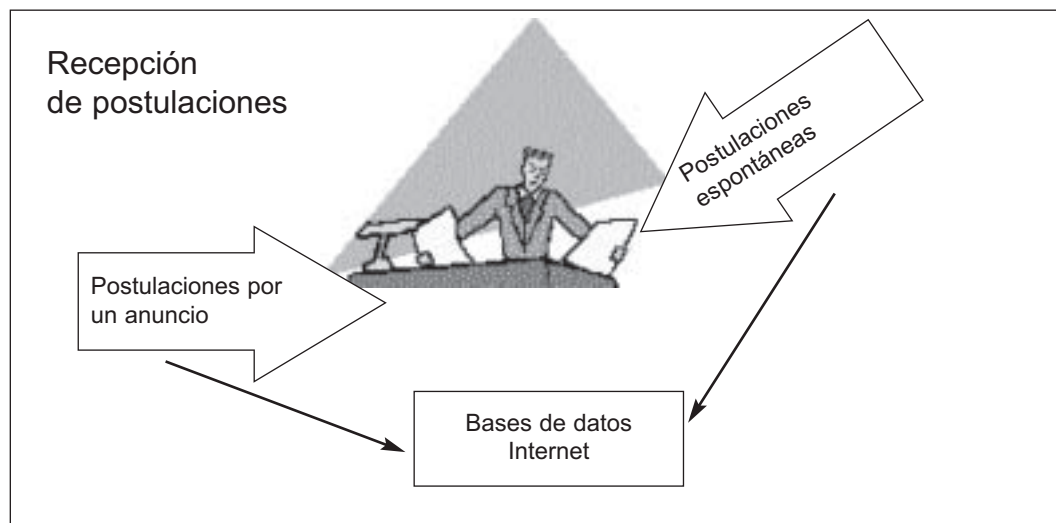 Recepción
de postulaciones
Postulaciones
espontáneas
Postulaciones por
un anuncio
Bases de datos
Internet